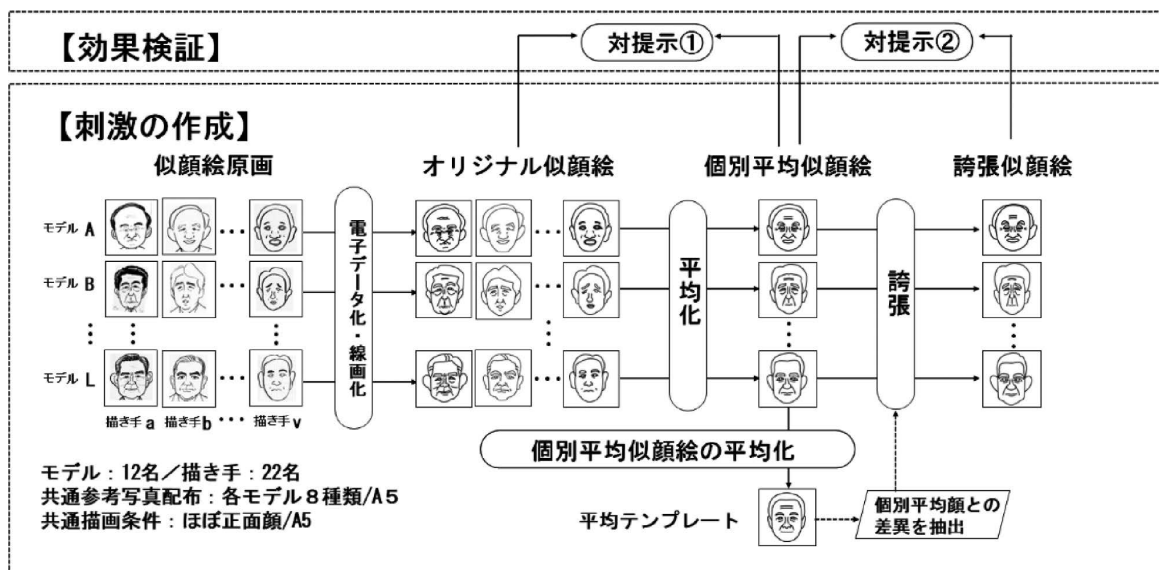 【効果検証】
対提示①
対提示②
【刺激の作成】
似顔絵原画
オリジナル似顔絵
個別平均似顔絵
誇張似顔絵
モデル A
モデル B
モデル L
電子データ化・線画化
平均化
誇張
描き手a
描き手b
描き手v
個別平均似顔絵の平均化
モデル：12名／描き手：22名
共通参考写真配布：各モデル８種類/A５
共通描画条件：ほぼ正面顔/A5
平均テンプレート
個別平均顔との
差異を抽出